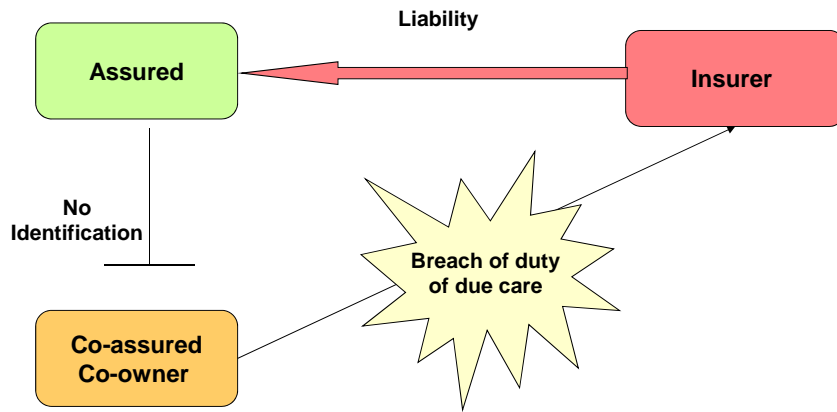 Liability
Assured
Insurer
No
Identification
Breach of duty
of due care
Co-assured
Co-owner